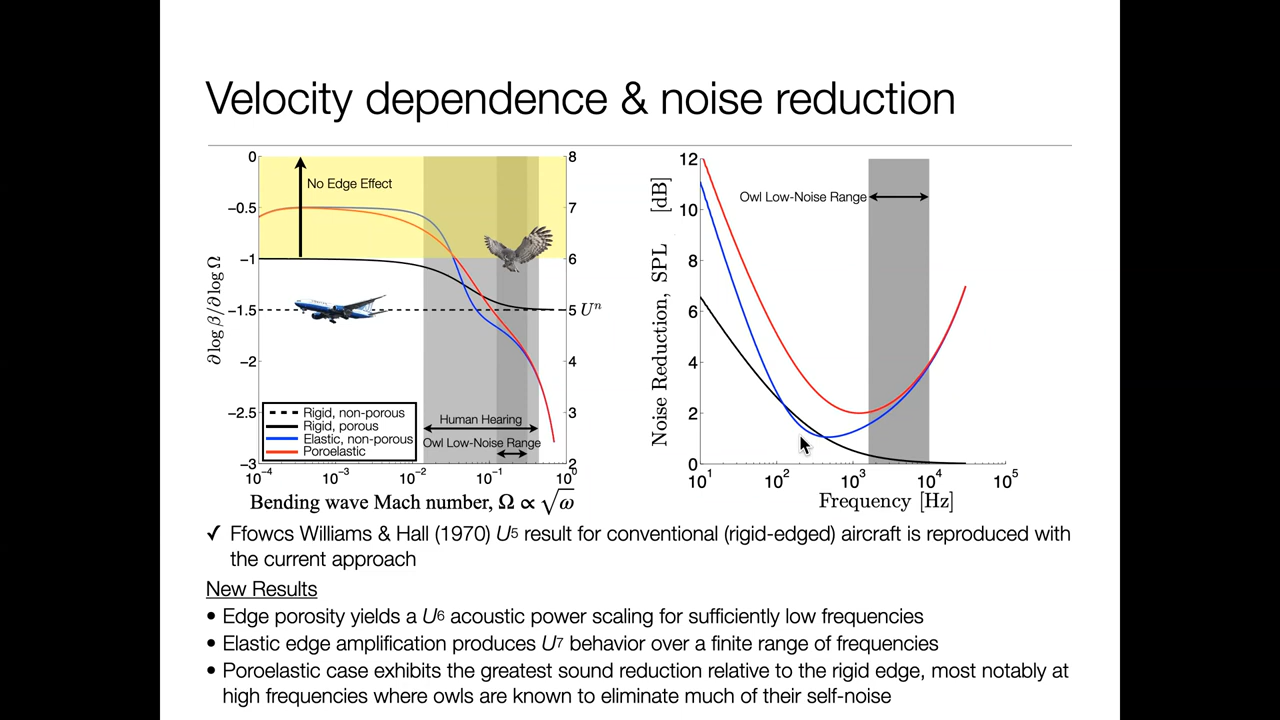 Velocity dependence & noise reduction
0
−0.5
−1
−1.5
−2
−2.5
−3
∂ log β/∂ log Ω
No Edge Effect
8
7
6
5 Uⁿ
4
3
2
Rigid, non-porous
Rigid, porous
Elastic, non-porous
Poroelastic
Human Hearing
Owl Low-Noise Range
10⁻⁴ 10⁻³ 10⁻² 10⁻¹ 10⁰
Bending wave Mach number, Ω ∝ √ω
12
10
8
6
4
2
0
Noise Reduction, SPL [dB]
Owl Low-Noise Range
10¹ 10² 10³ 10⁴ 10⁵
Frequency [Hz]
✓ Ffowcs Williams & Hall (1970) U⁵ result for conventional (rigid-edged) aircraft is reproduced with
the current approach
New Results
• Edge porosity yields a U⁶ acoustic power scaling for sufficiently low frequencies
• Elastic edge amplification produces U⁷ behavior over a finite range of frequencies
• Poroelastic case exhibits the greatest sound reduction relative to the rigid edge, most notably at
high frequencies where owls are known to eliminate much of their self-noise